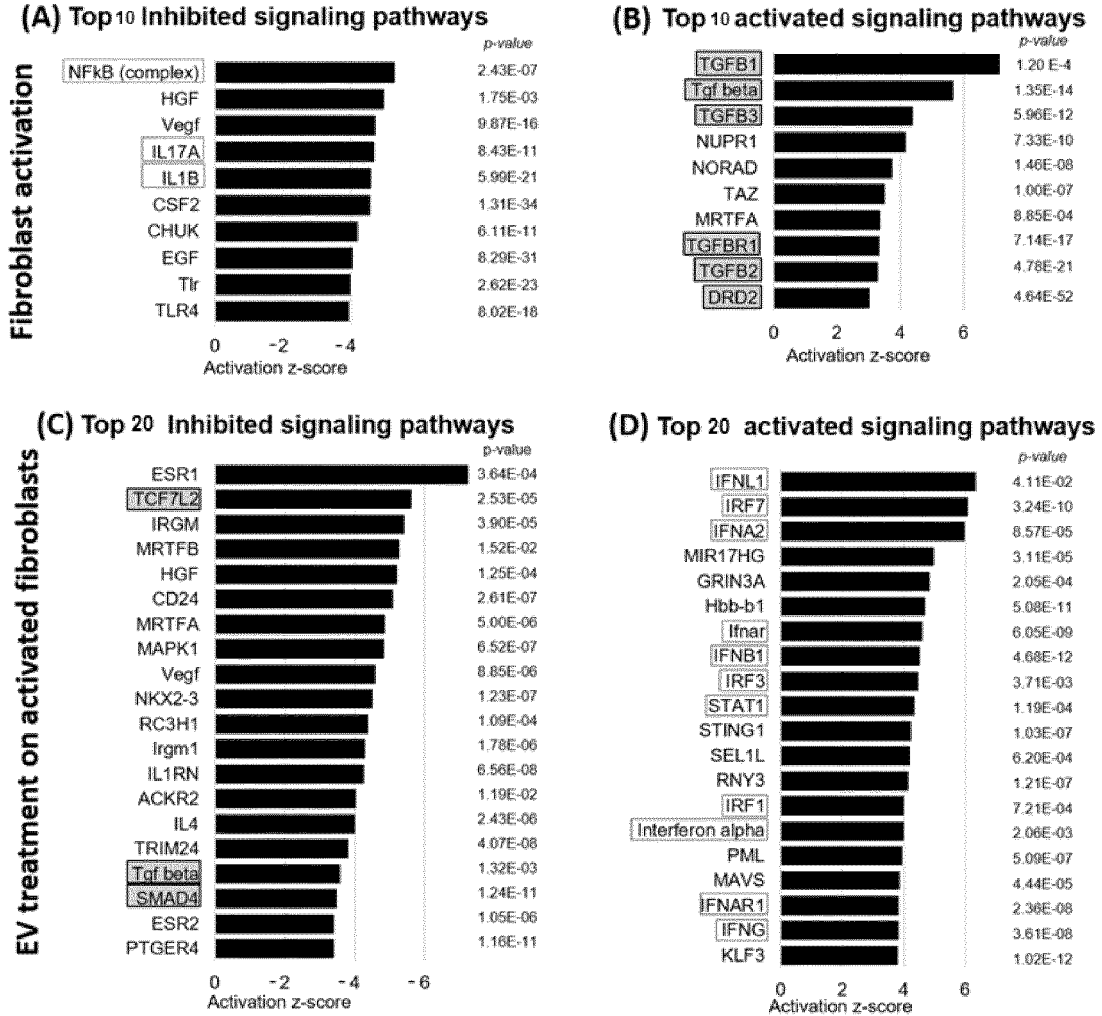 (A) Top 10 Inhibited signaling pathways
p-value
Fibroblast activation
NFkB (complex) 2.43E-07
HGF 1.75E-03
Vegf 9.87E-16
IL17A 8.43E-11
IL1B 5.99E-21
CSF2 1.31E-34
CHUK 6.11E-11
EGF 8.29E-31
Tlr 2.62E-23
TLR4 8.02E-18
0 -2 -4
Activation z-score
(B) Top 10 activated signaling pathways
p-value
TGFB1 1.20 E-4
Tgf beta 1.35E-14
TGFB3 5.96E-12
NUPR1 7.33E-10
NORAD 1.46E-08
TAZ 1.00E-07
MRTFA 8.85E-04
TGFBR1 7.14E-17
TGFB2 4.78E-21
DRD2 4.64E-52
0 2 4 6
Activation z-score
(C) Top 20 Inhibited signaling pathways
p-value
EV treatment on activated fibroblasts
ESR1 3.64E-04
TCF7L2 2.53E-05
IRGM 3.90E-05
MRTFB 1.52E-02
HGF 1.25E-04
CD24 2.61E-07
MRTFA 5.00E-06
MAPK1 6.52E-07
Vegf 8.85E-06
NKX2-3 1.23E-07
RC3H1 1.09E-04
Irgm1 1.78E-06
IL1RN 6.56E-08
ACKR2 1.19E-02
IL4 2.43E-06
TRIM24 4.07E-08
Tgf beta 1.32E-03
SMAD4 1.24E-11
ESR2 1.05E-06
PTGER4 1.16E-11
0 -2 -4 -6
Activation z-score
(D) Top 20 activated signaling pathways
p-value
IFNL1 4.11E-02
IRF7 3.24E-10
IFNA2 8.57E-05
MIR17HG 3.11E-05
GRIN3A 2.05E-04
Hbb-b1 5.08E-11
Ifnar 6.05E-09
IFNB1 4.68E-12
IRF3 3.71E-03
STAT1 1.19E-04
STING1 1.03E-07
SEL1L 6.20E-04
RNY3 1.21E-07
IRF1 7.21E-04
Interferon alpha 2.06E-03
PML 5.09E-07
MAVS 4.44E-05
IFNAR1 2.36E-08
IFNG 3.61E-08
KLF3 1.02E-12
0 2 4 6
Activation z-score